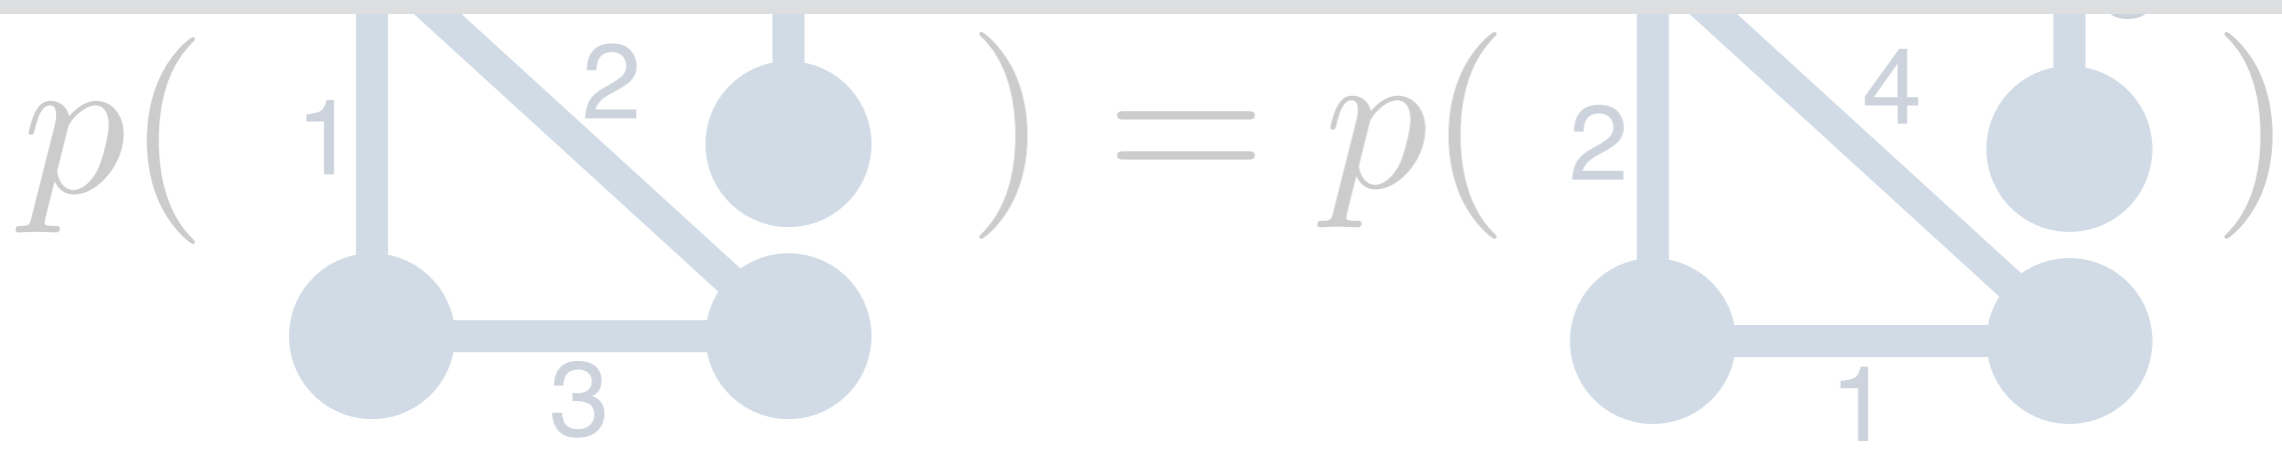 p( 1 2 3 ) = p( 2 4 1 )